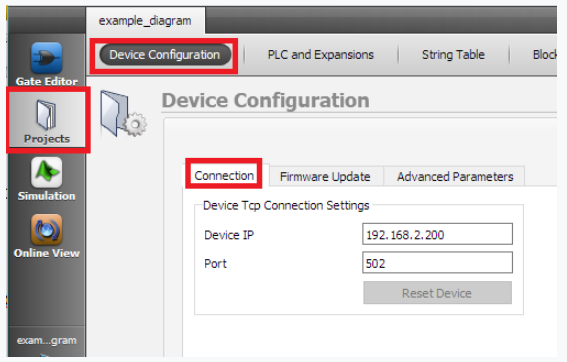 example_diagram
Device Configuration
PLC and Expansions
String Table
Block
Gate Editor
Projects
Simulation
Online View
exam...gram
Device Configuration
Connection
Firmware Update
Advanced Parameters
Device Tcp Connection Settings
Device IP
192.168.2.200
Port
502
Reset Device